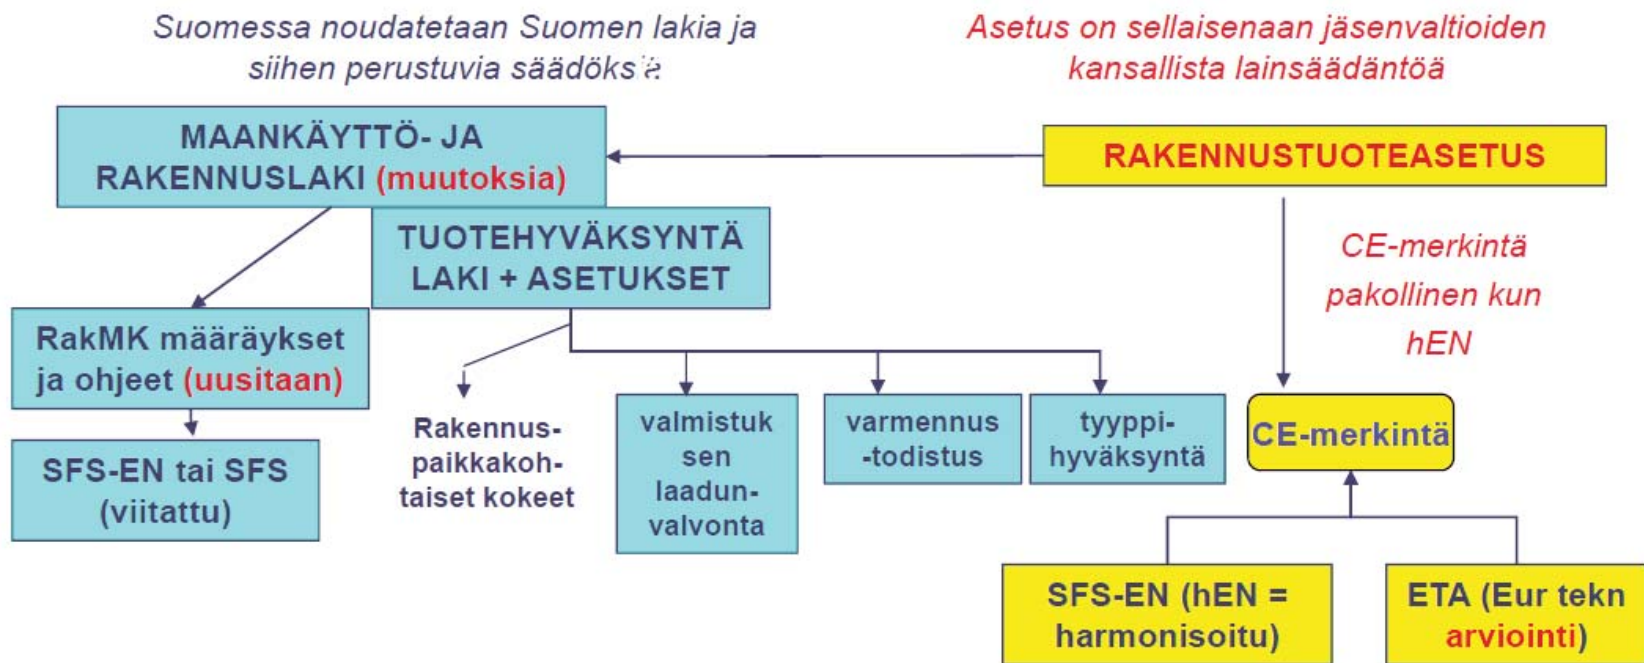 Suomessa noudatetaan Suomen lakia ja
siihen perustuvia säädöksiä
Asetus on sellaisenaan jäsenvaltioiden
kansallista lainsäädäntöä
MAANKÄYTTÖ- JA
RAKENNUSLAKI (muutoksia)
RAKENNUSTUOTEASETUS
TUOTEHYVÄKSYNTÄ
LAKI + ASETUKSET
CE-merkintä
pakollinen kun
hEN
RakMK määräykset
ja ohjeet (uusitaan)
SFS-EN tai SFS
(viitattu)
Rakennus-
paikkakoh-
taiset kokeet
valmistuk
sen
laadun-
valvonta
varmennus
-todistus
tyyppi-
hyväksyntä
CE-merkintä
SFS-EN (hEN =
harmonisoitu)
ETA (Eur tekn
arviointi)